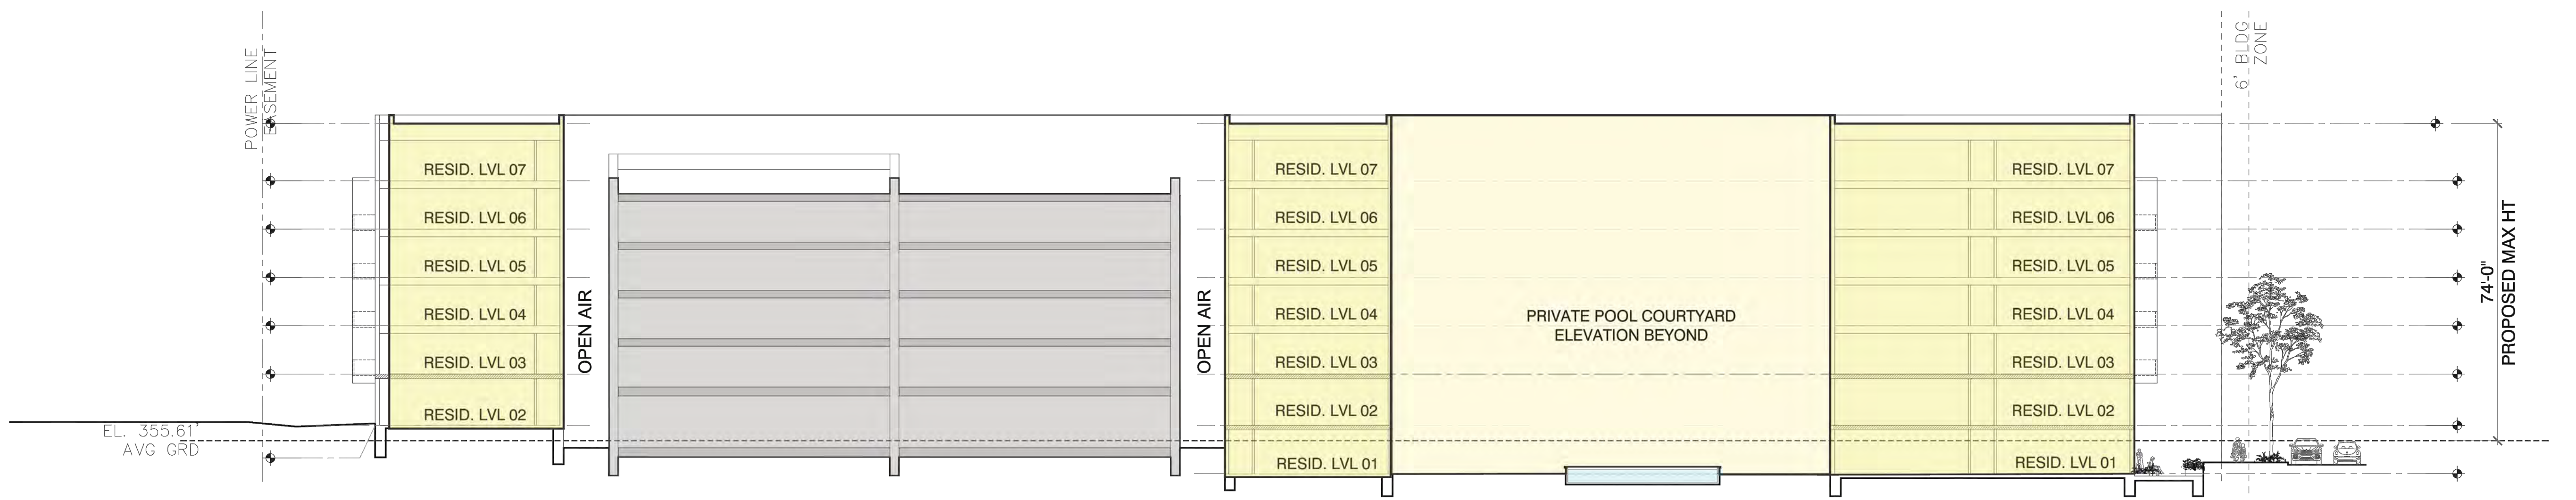 POWER LINE
EASEMENT
6' BLDG
ZONE
RESID. LVL 07
RESID. LVL 06
RESID. LVL 05
RESID. LVL 04
RESID. LVL 03
RESID. LVL 02
EL. 355.61'
AVG GRD
OPEN AIR
OPEN AIR
RESID. LVL 07
RESID. LVL 06
RESID. LVL 05
RESID. LVL 04
RESID. LVL 03
RESID. LVL 02
RESID. LVL 01
PRIVATE POOL COURTYARD
ELEVATION BEYOND
RESID. LVL 07
RESID. LVL 06
RESID. LVL 05
RESID. LVL 04
RESID. LVL 03
RESID. LVL 02
RESID. LVL 01
74'-0"
PROPOSED MAX HT